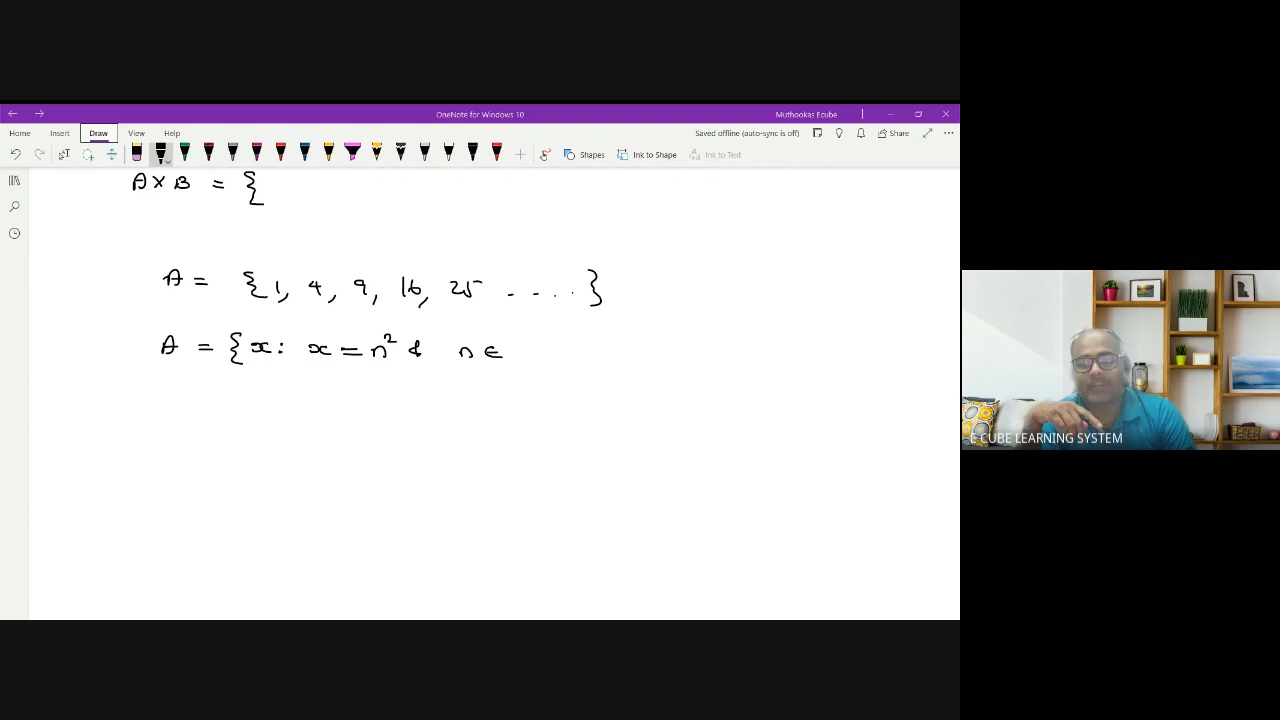 OneNote for Windows 10
Muthookas Ecube
Home Insert Draw View Help
Saved offline (auto-sync is off)
Share
Shapes
Ink to Shape
Ink to Text
A × B = {
A = {1, 4, 9, 16, 25 .....}
A = {x: x = n² & n ∈
E CUBE LEARNING SYSTEM